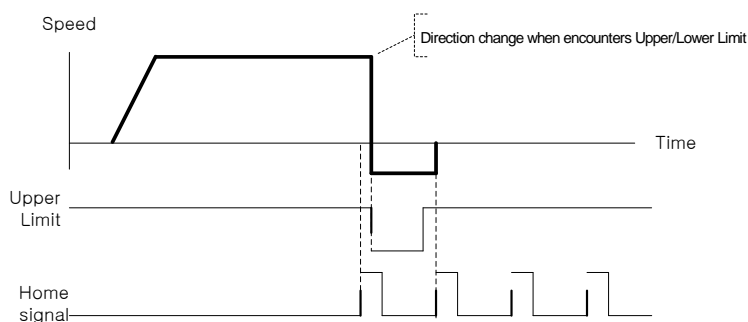 Speed
Direction change when encounters Upper/Lower Limit
Time
Upper
Limit
Home
signal